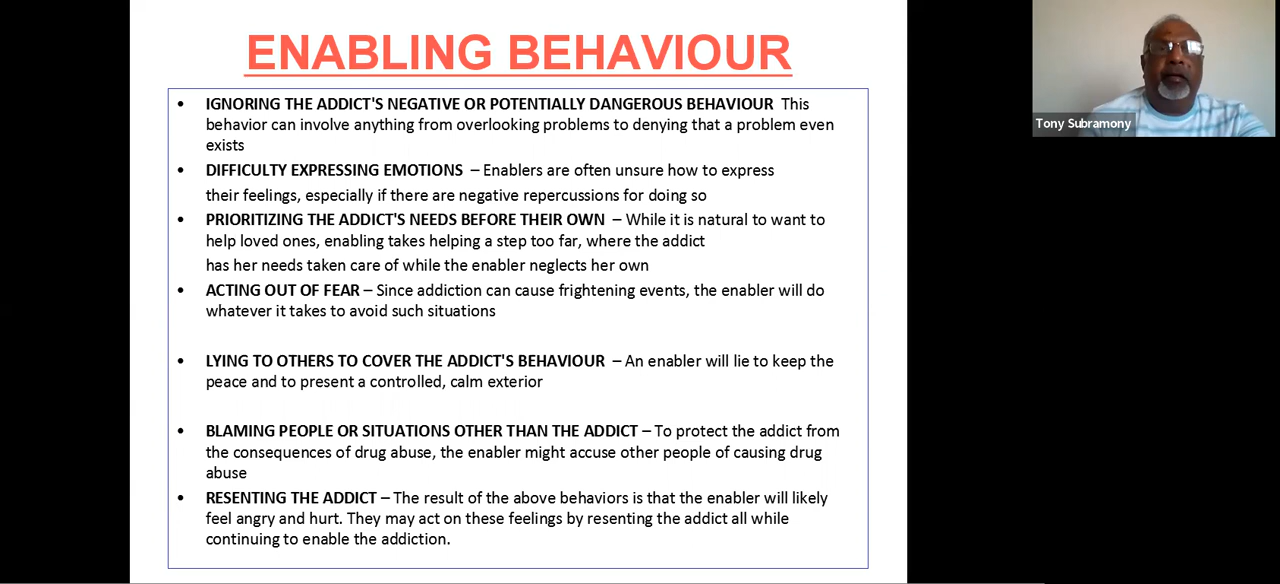 ENABLING BEHAVIOUR
• IGNORING THE ADDICT'S NEGATIVE OR POTENTIALLY DANGEROUS BEHAVIOUR This
behavior can involve anything from overlooking problems to denying that a problem even
exists
• DIFFICULTY EXPRESSING EMOTIONS – Enablers are often unsure how to express
their feelings, especially if there are negative repercussions for doing so
• PRIORITIZING THE ADDICT'S NEEDS BEFORE THEIR OWN – While it is natural to want to
help loved ones, enabling takes helping a step too far, where the addict
has her needs taken care of while the enabler neglects her own
• ACTING OUT OF FEAR – Since addiction can cause frightening events, the enabler will do
whatever it takes to avoid such situations
• LYING TO OTHERS TO COVER THE ADDICT'S BEHAVIOUR – An enabler will lie to keep the
peace and to present a controlled, calm exterior
• BLAMING PEOPLE OR SITUATIONS OTHER THAN THE ADDICT – To protect the addict from
the consequences of drug abuse, the enabler might accuse other people of causing drug
abuse
• RESENTING THE ADDICT – The result of the above behaviors is that the enabler will likely
feel angry and hurt. They may act on these feelings by resenting the addict all while
continuing to enable the addiction.
Tony Subramony